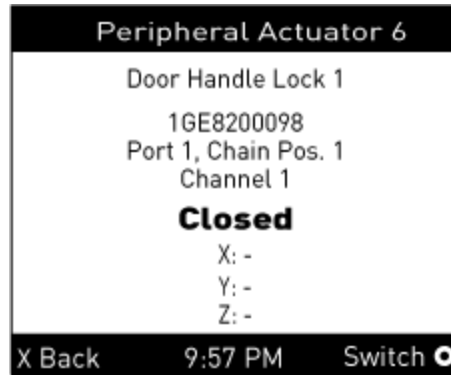 Peripheral Actuator 6
Door Handle Lock 1
1GE8200098
Port 1, Chain Pos. 1
Channel 1
Closed
X: -
Y: -
Z: -
X Back 9:57 PM Switch